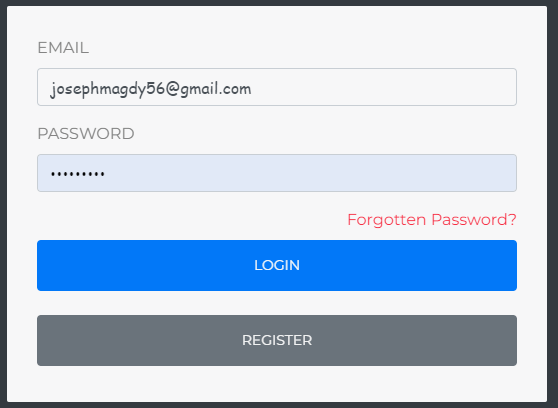 EMAIL
josephmagdy56@gmail.com
PASSWORD
•••••••••
Forgotten Password?
LOGIN
REGISTER